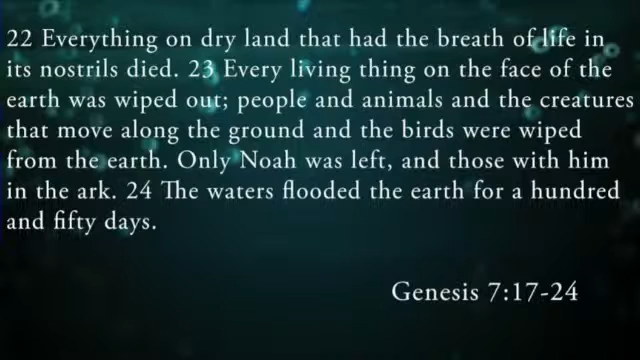 22 Everything on dry land that had the breath of life in
its nostrils died. 23 Every living thing on the face of the
earth was wiped out; people and animals and the creatures
that move along the ground and the birds were wiped
from the earth. Only Noah was left, and those with him
in the ark. 24 The waters flooded the earth for a hundred
and fifty days.
Genesis 7:17-24